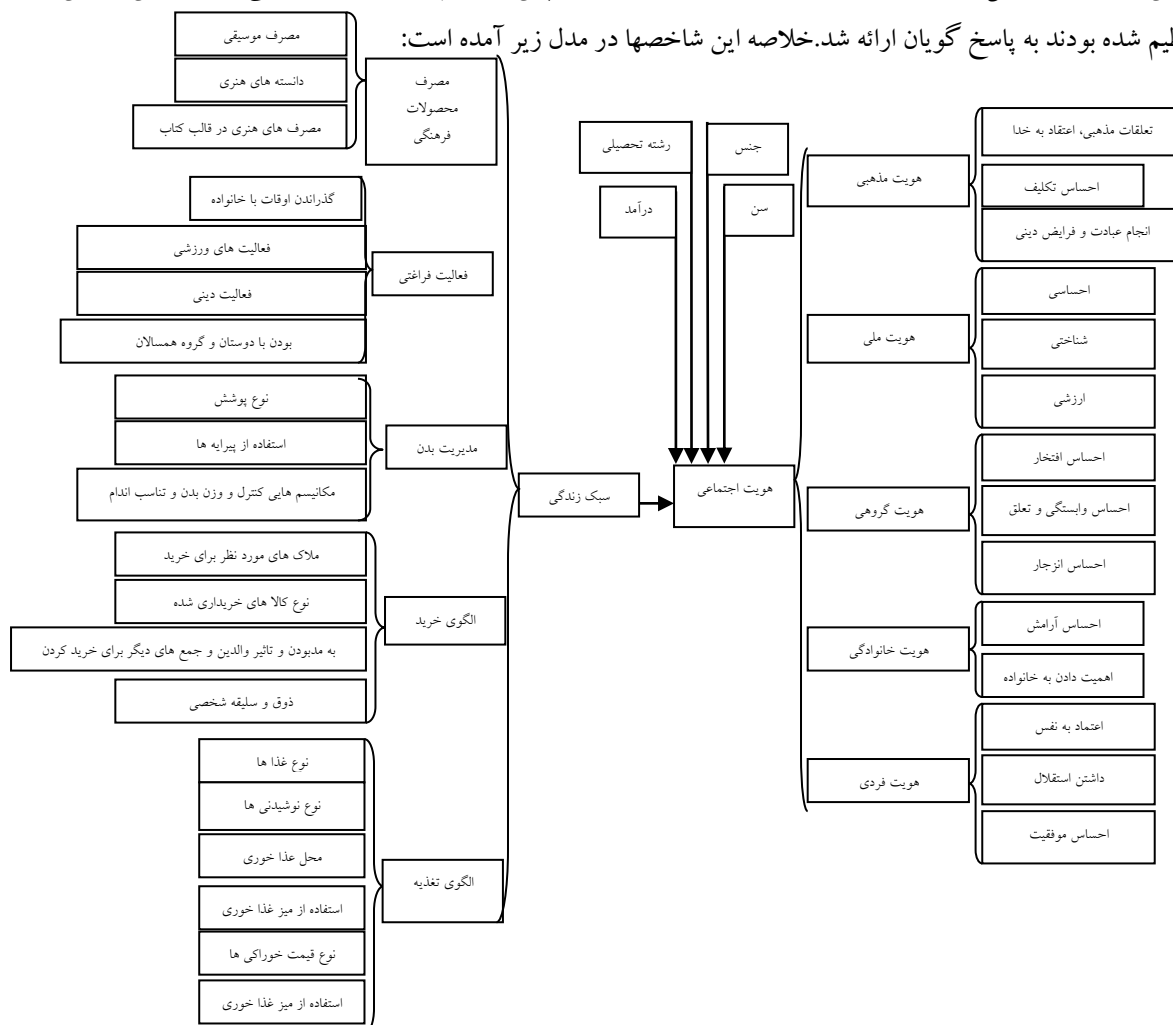 لیم شده بودند به پاسخ گویان ارائه شد.خلاصه این شاخصها در مدل زیر آمده است:
تعلقات مذهبی، اعتقاد به خدا
احساس تکلیف
انجام عبادت و فرایض دینی
هویت مذهبی
احساسی
شناختی
ارزشی
هویت ملی
احساس افتخار
احساس وابستگی و تعلق
احساس انزجار
هویت گروهی
احساس آرامش
اهمیت دادن به خانواده
هویت خانوادگی
اعتماد به نفس
داشتن استقلال
احساس موفقیت
هویت فردی
جنس
رشته تحصیلی
سن
درآمد
هویت اجتماعی
سبک زندگی
مصرف
محصولات
فرهنگی
مصرف موسیقی
دانسته های هنری
مصرف های هنری در قالب کتاب
فعالیت فراغتی
گذراندن اوقات با خانواده
فعالیت های ورزشی
فعالیت دینی
بودن با دوستان و گروه همسالان
مدیریت بدن
نوع پوشش
استفاده از پیرایه ها
مکانیسم هایی کنترل و وزن بدن و تناسب اندام
الگوی خرید
ملاک های مورد نظر برای خرید
نوع کالا های خریداری شده
به مدبودن و تاثیر والدین و جمع های دیگر برای خرید کردن
ذوق و سلیقه شخصی
الگوی تغذیه
نوع غذا ها
نوع نوشیدنی ها
محل عذا خوری
استفاده از میز غذا خوری
نوع قیمت خوراکی ها
استفاده از میز غذا خوری